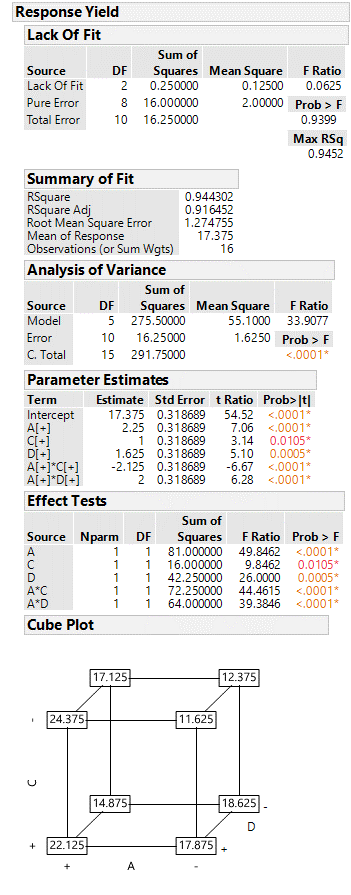 Response Yield
Lack Of Fit
Sum of
Source DF Squares Mean Square F Ratio
Lack Of Fit 2 0.250000 0.12500 0.0625
Pure Error 8 16.000000 2.00000 Prob > F
Total Error 10 16.250000 0.9399
Max RSq
0.9452
Summary of Fit
RSquare 0.944302
RSquare Adj 0.916452
Root Mean Square Error 1.274755
Mean of Response 17.375
Observations (or Sum Wgts) 16
Analysis of Variance
Sum of
Source DF Squares Mean Square F Ratio
Model 5 275.50000 55.1000 33.9077
Error 10 16.25000 1.6250 Prob > F
C. Total 15 291.75000 <.0001*
Parameter Estimates
Term Estimate Std Error t Ratio Prob>|t|
Intercept 17.375 0.318689 54.52 <.0001*
A[+] 2.25 0.318689 7.06 <.0001*
C[+] 1 0.318689 3.14 0.0105*
D[+] 1.625 0.318689 5.10 0.0005*
A[+]*C[+] -2.125 0.318689 -6.67 <.0001*
A[+]*D[+] 2 0.318689 6.28 <.0001*
Effect Tests
Sum of
Source Nparm DF Squares F Ratio Prob > F
A 1 1 81.000000 49.8462 <.0001*
C 1 1 16.000000 9.8462 0.0105*
D 1 1 42.250000 26.0000 0.0005*
A*C 1 1 72.250000 44.4615 <.0001*
A*D 1 1 64.000000 39.3846 <.0001*
Cube Plot
17.125 12.375
- 24.375 11.625
C
14.875 18.625 -
D
+ 22.125 17.875 +
+ A -